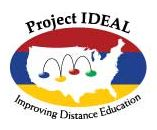 Project IDEAL
Improving Distance Education